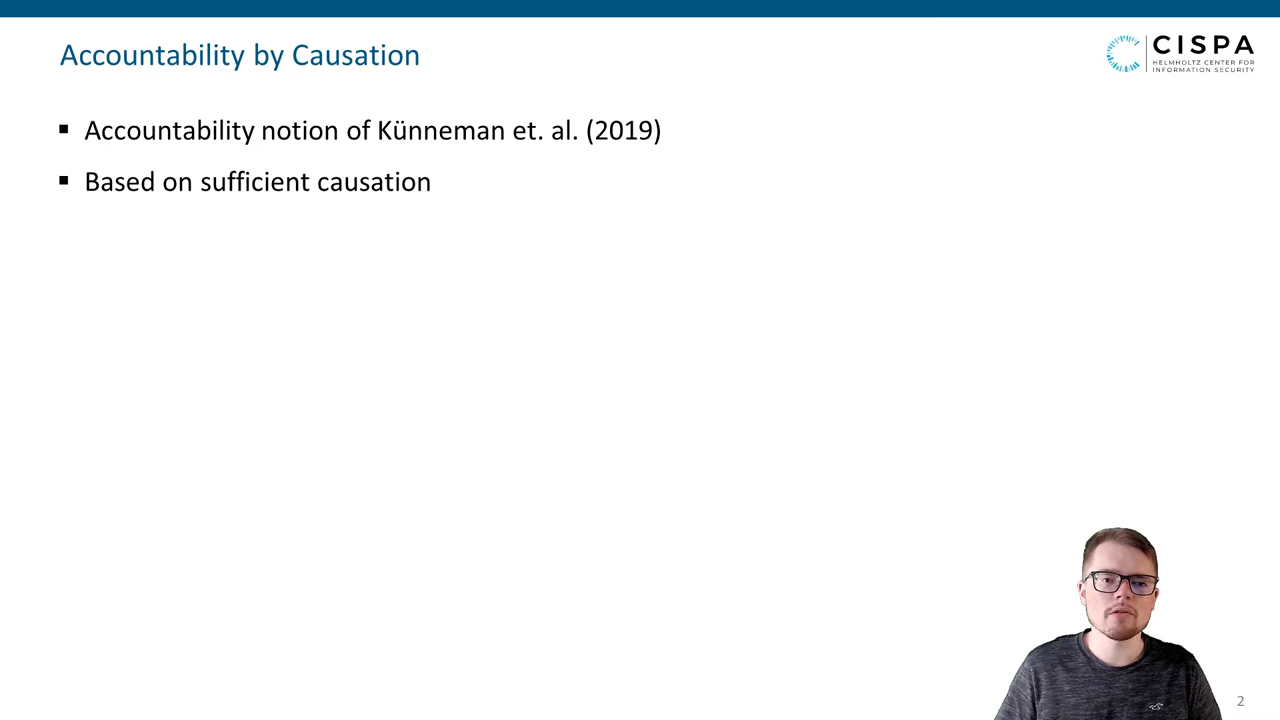 Accountability by Causation
CISPA
HELMHOLTZ CENTER FOR
INFORMATION SECURITY
▪ Accountability notion of Künneman et. al. (2019)
▪ Based on sufficient causation
2